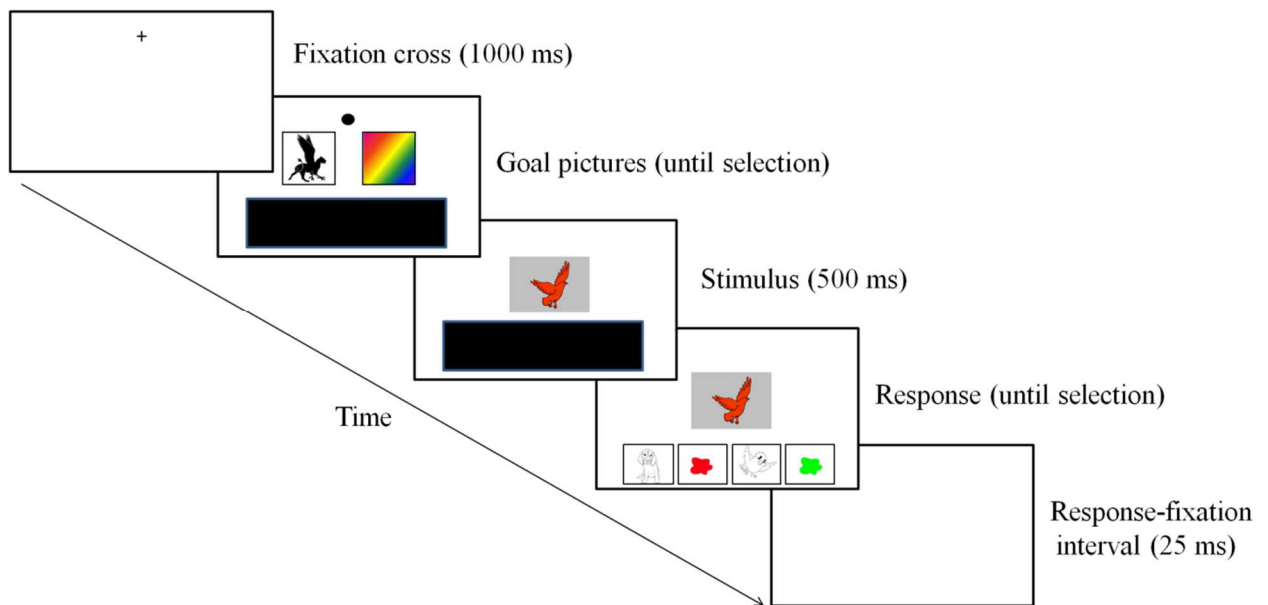 +
Fixation cross (1000 ms)
Goal pictures (until selection)
Stimulus (500 ms)
Response (until selection)
Time
Response-fixation
interval (25 ms)